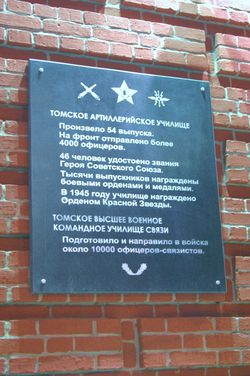 ТОМСКОЕ АРТИЛЛЕРИЙСКОЕ УЧИЛИЩЕ
Произвело 54 выпуска.
На фронт отправлено более
4000 офицеров.
46 человек удостоено звания
Героя Советского Союза.
Тысячи выпускников награждены
боевыми орденами и медалями.
В 1945 году училище награждено
Орденом Красной Звезды.
ТОМСКОЕ ВЫСШЕЕ ВОЕННОЕ
КОМАНДНОЕ УЧИЛИЩЕ СВЯЗИ
Подготовило и направило в войска
около 10000 офицеров-связистов.